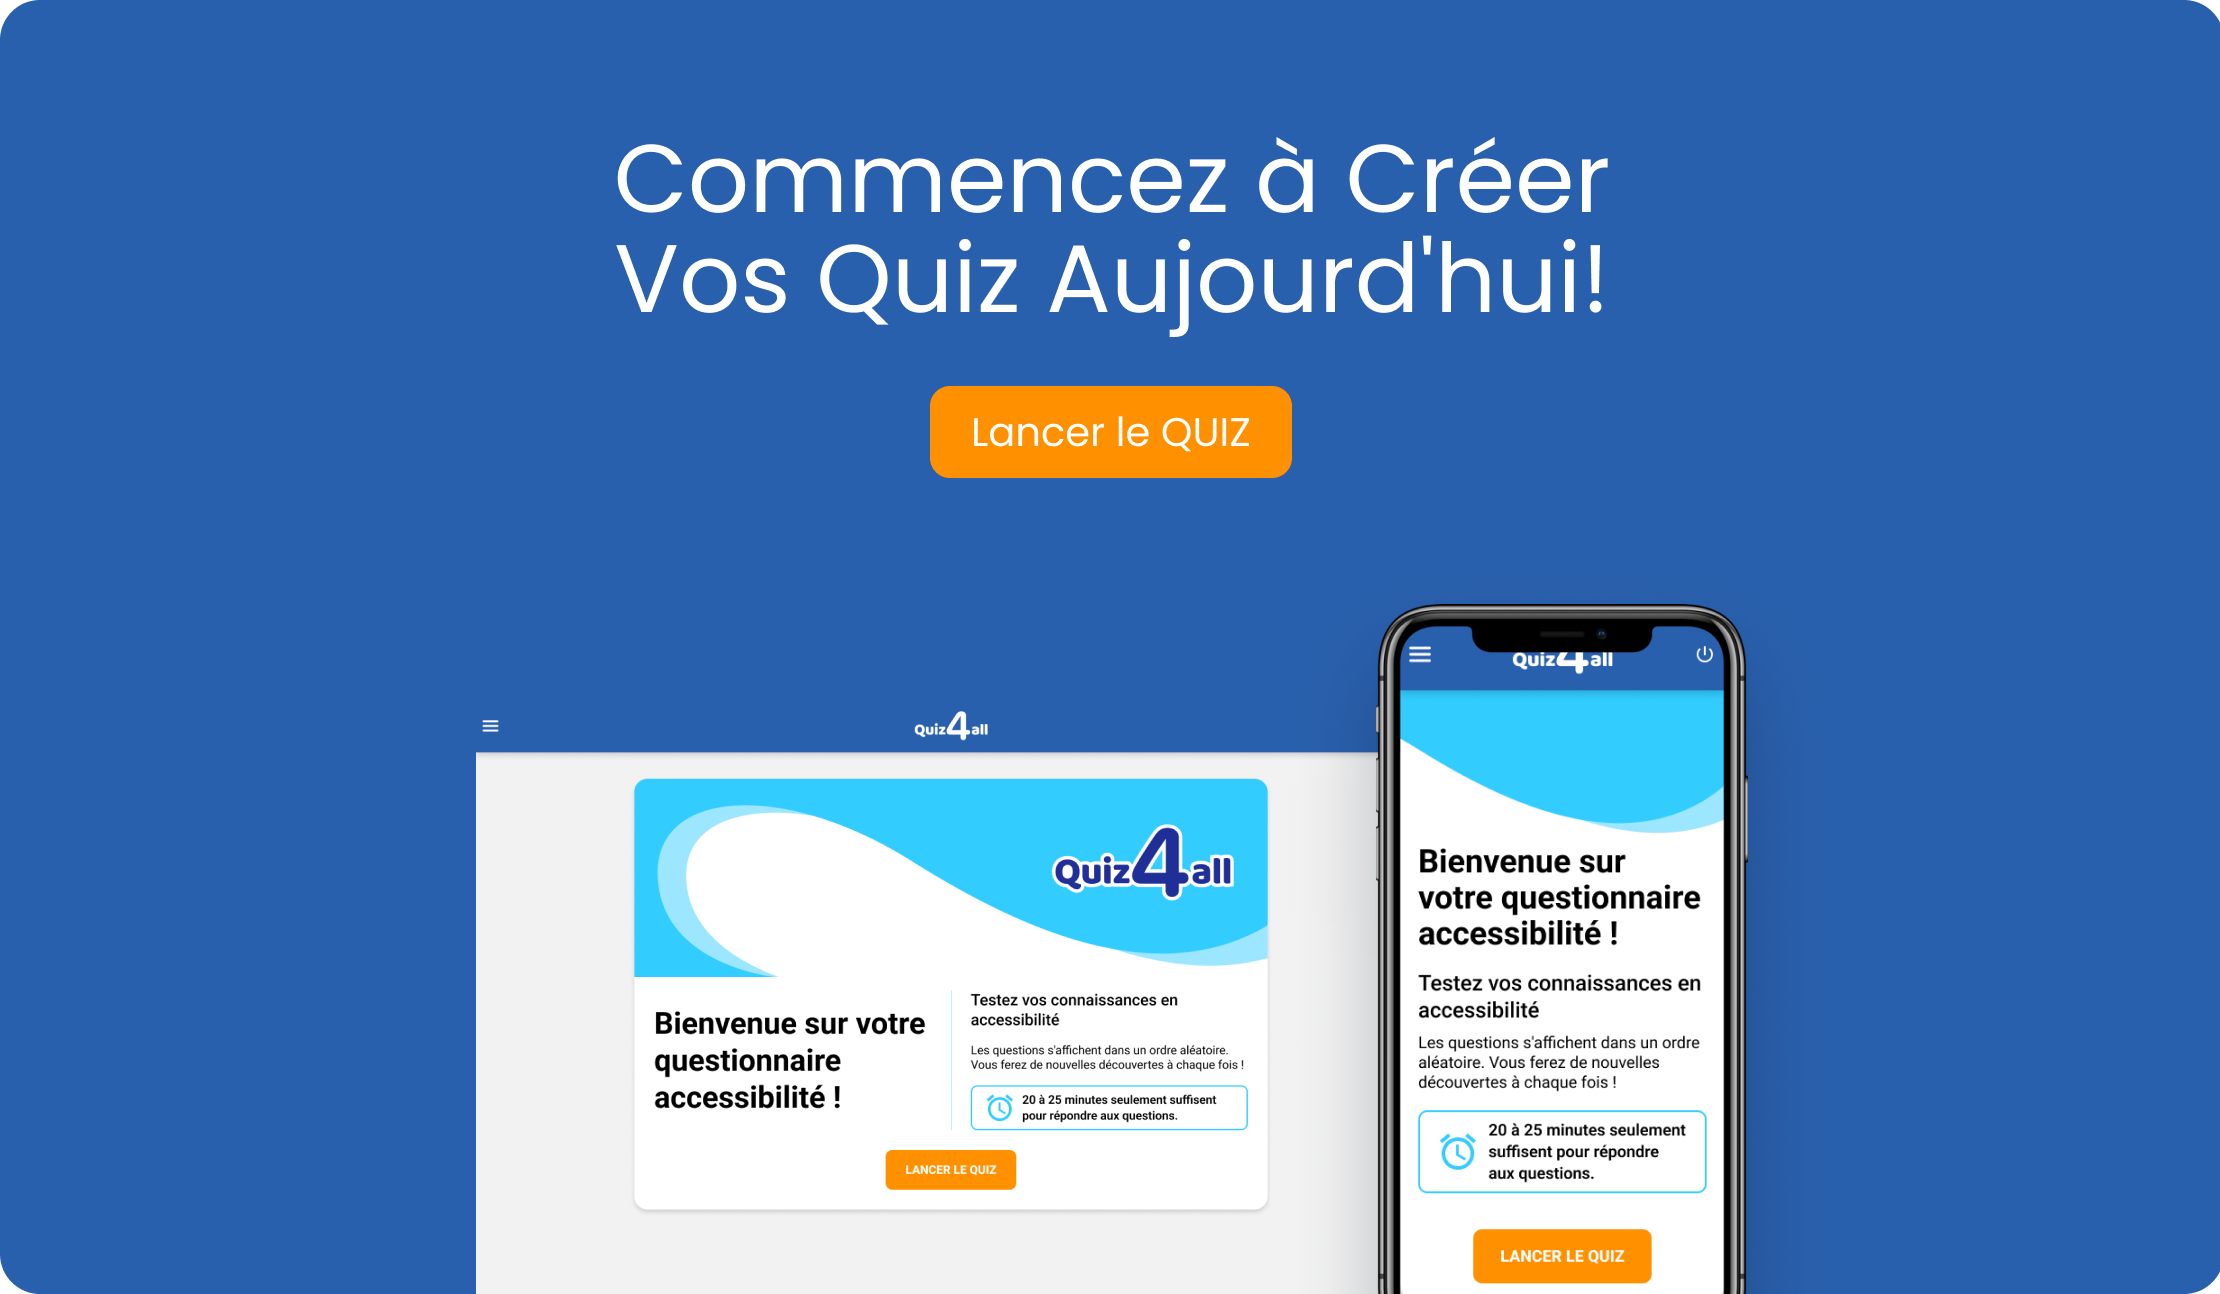 Commencez à Créer
Vos Quiz Aujourd'hui!
Lancer le QUIZ
Quiz4all
Quiz4all
Bienvenue sur votre
questionnaire
accessibilité !
Testez vos connaissances en
accessibilité
Les questions s'affichent dans un ordre aléatoire.
Vous ferez de nouvelles découvertes à chaque fois !
20 à 25 minutes seulement suffisent
pour répondre aux questions.
LANCER LE QUIZ
Quiz4all
Bienvenue sur
votre questionnaire
accessibilité !
Testez vos connaissances en
accessibilité
Les questions s'affichent dans un ordre
aléatoire. Vous ferez de nouvelles
découvertes à chaque fois !
20 à 25 minutes seulement
suffisent pour répondre
aux questions.
LANCER LE QUIZ